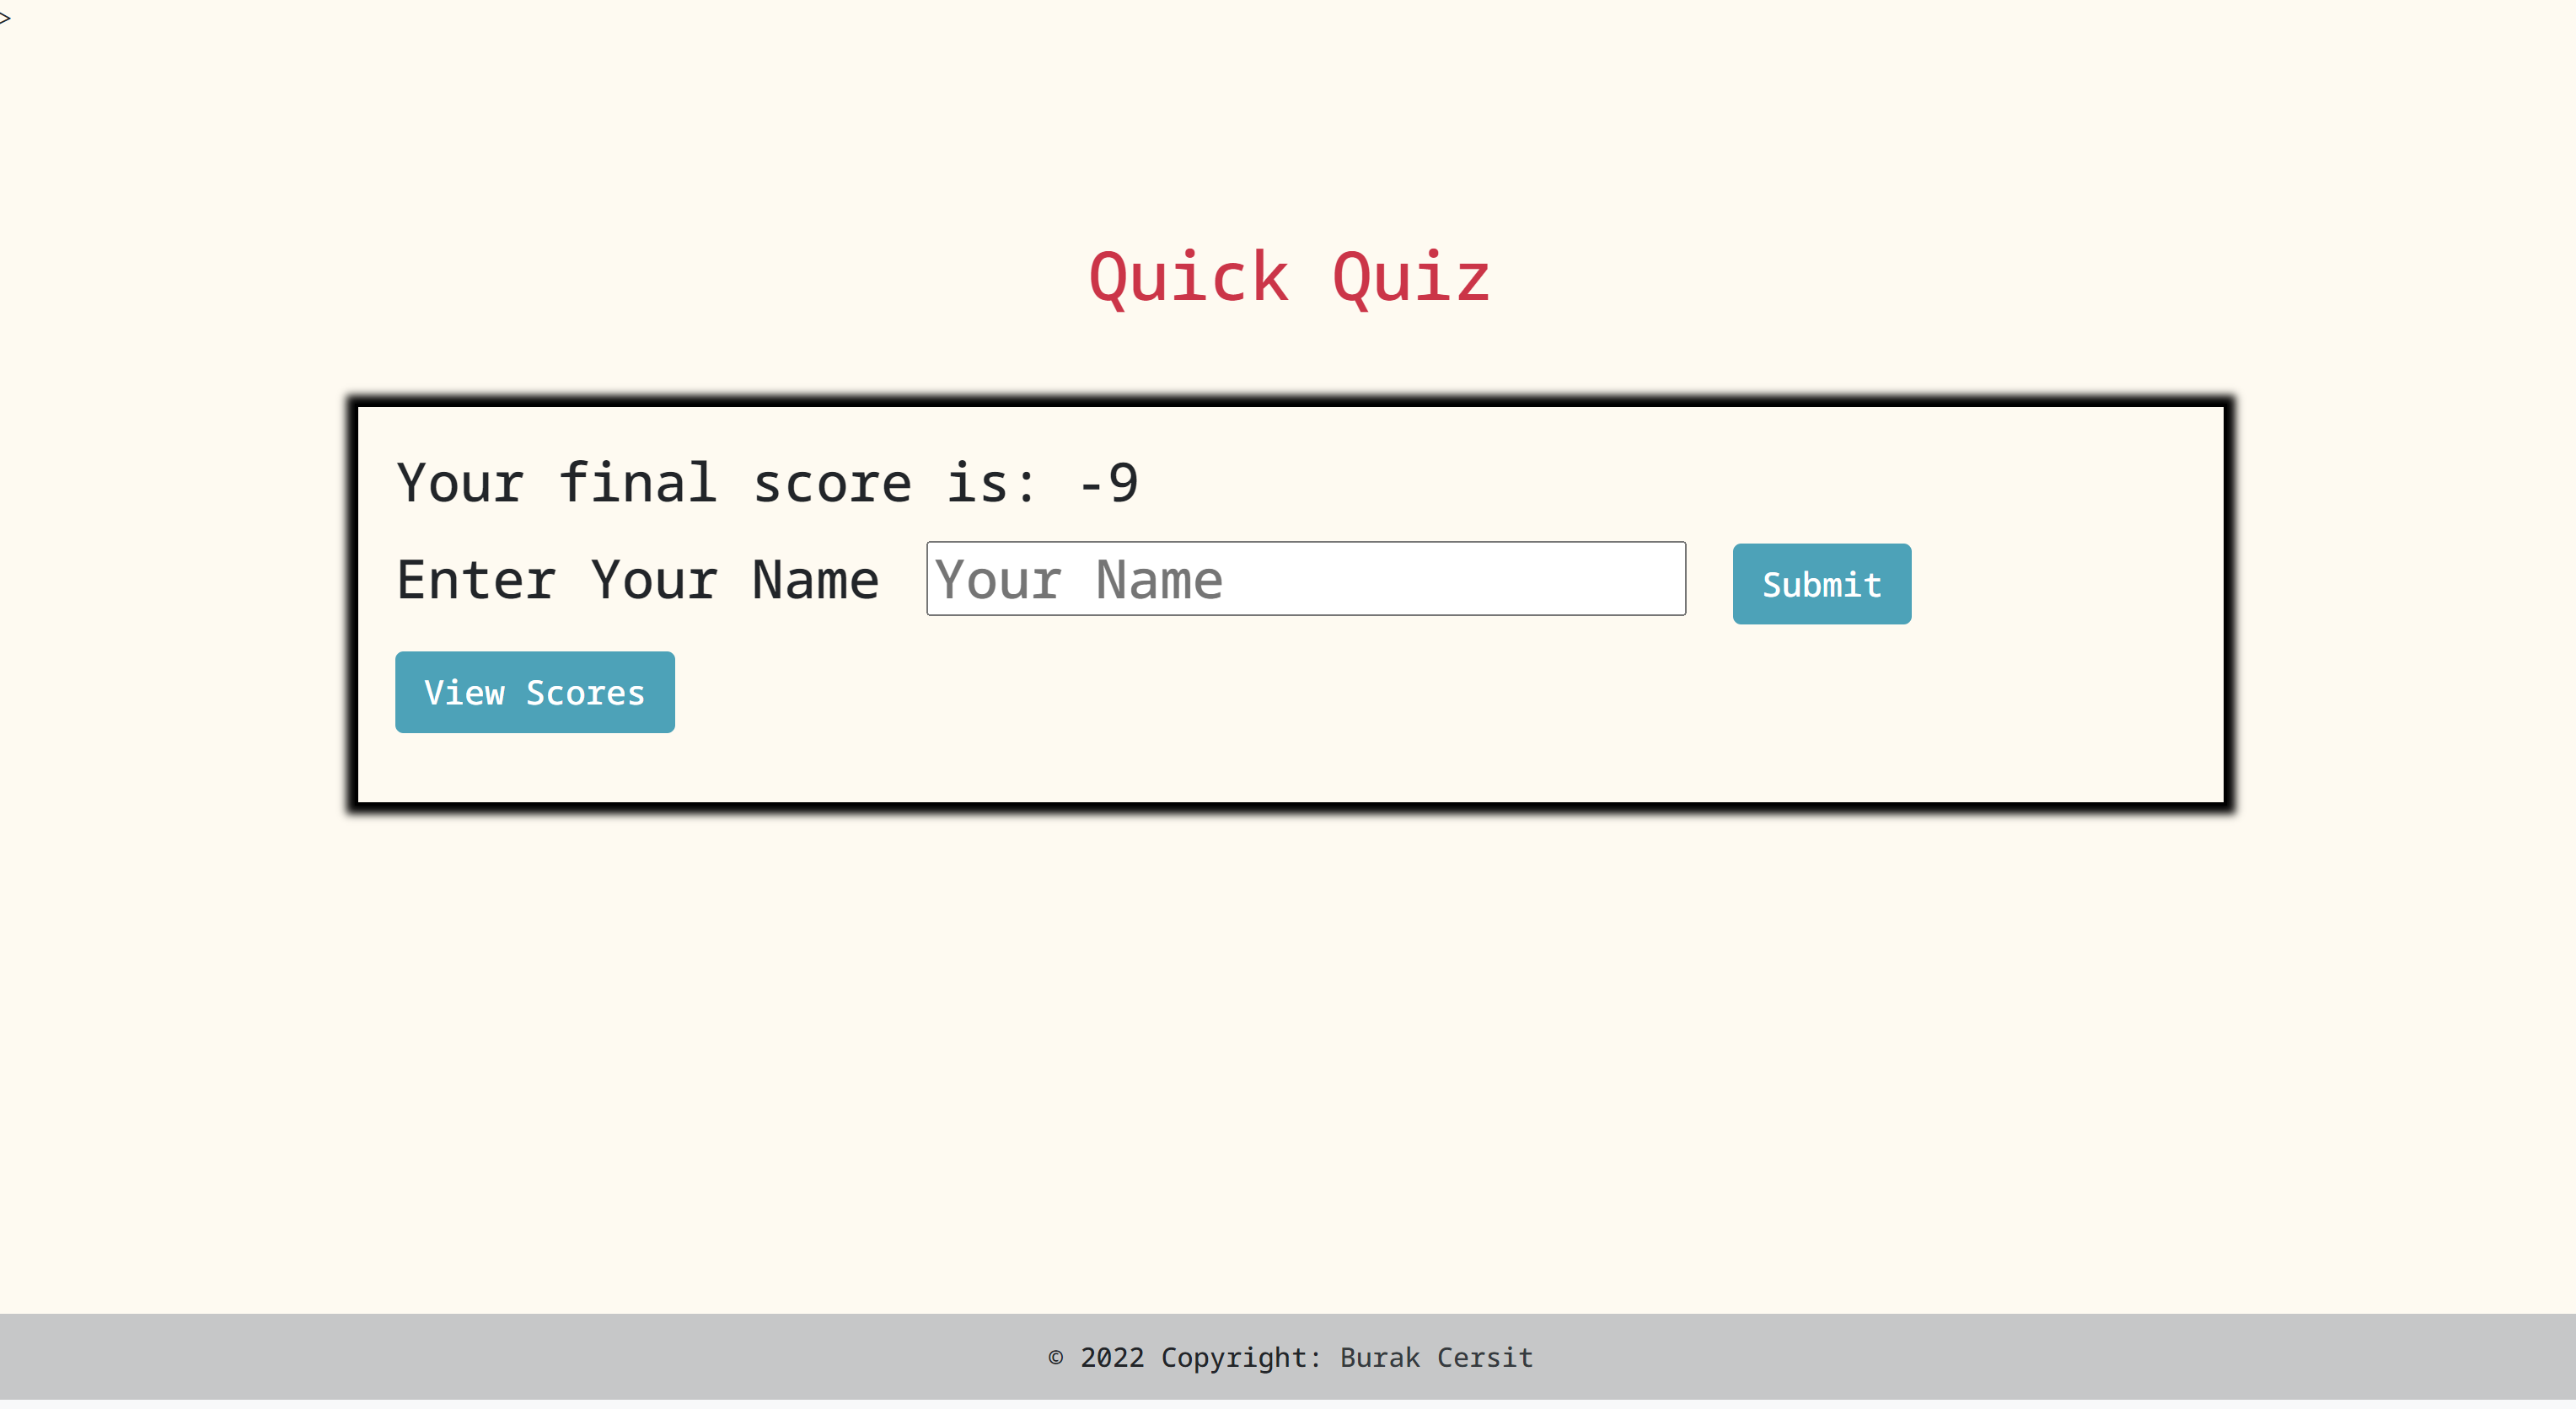 >
Quick Quiz
Your final score is: -9
Enter Your Name Your Name Submit
View Scores
© 2022 Copyright: Burak Cersit